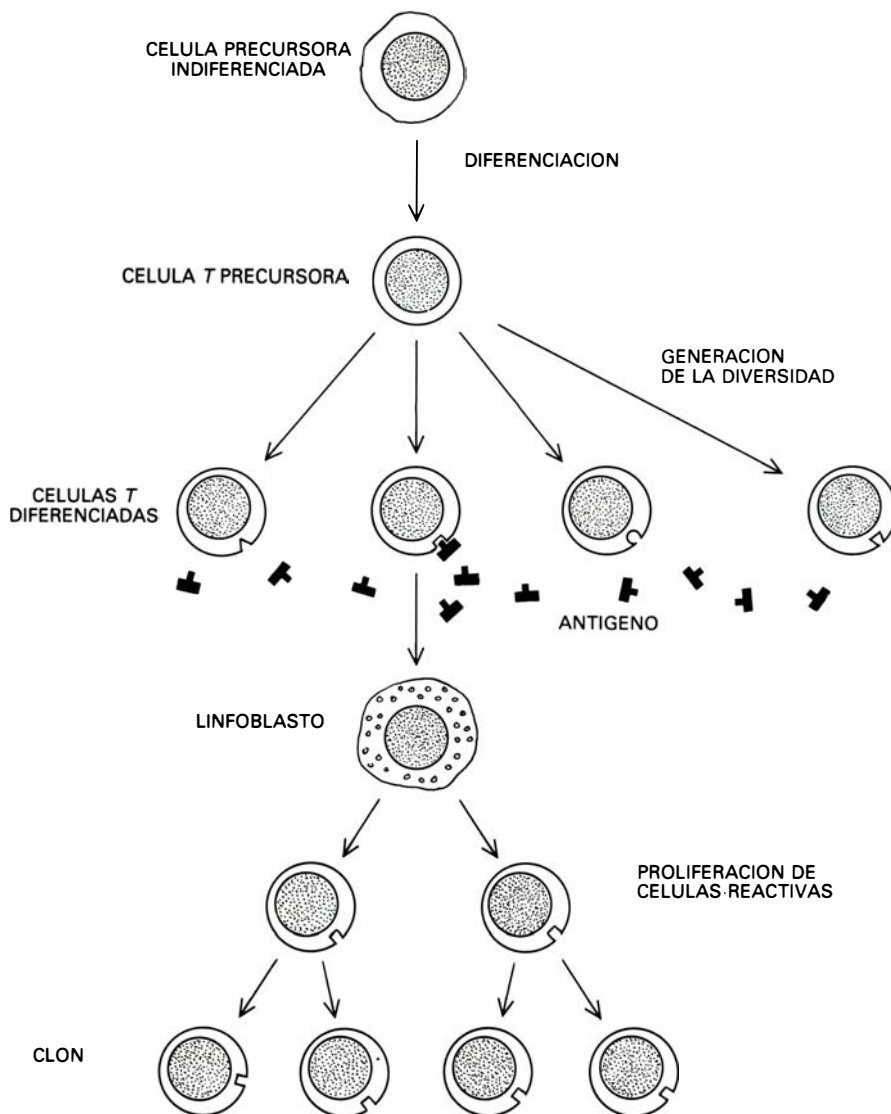 CELULA PRECURSORA
INDIFERENCIADA
DIFERENCIACION
CELULA T PRECURSORA
GENERACION
DE LA DIVERSIDAD
CELULAS T
DIFERENCIADAS
ANTIGENO
LINFOBLASTO
PROLIFERACION DE
CELULAS REACTIVAS
CLON